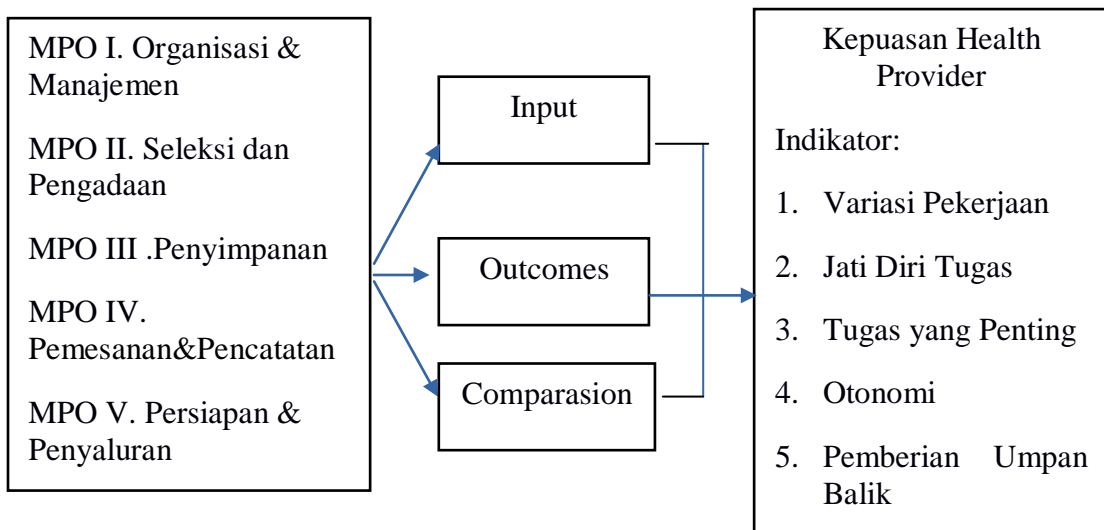 MPO I. Organisasi &
Manajemen
MPO II. Seleksi dan
Pengadaan
MPO III .Penyimpanan
MPO IV.
Pemesanan&Pencatatan
MPO V. Persiapan &
Penyaluran
Input
Outcomes
Comparasion
Kepuasan Health
Provider
Indikator:
1. Variasi Pekerjaan
2. Jati Diri Tugas
3. Tugas yang Penting
4. Otonomi
5. Pemberian Umpan
Balik